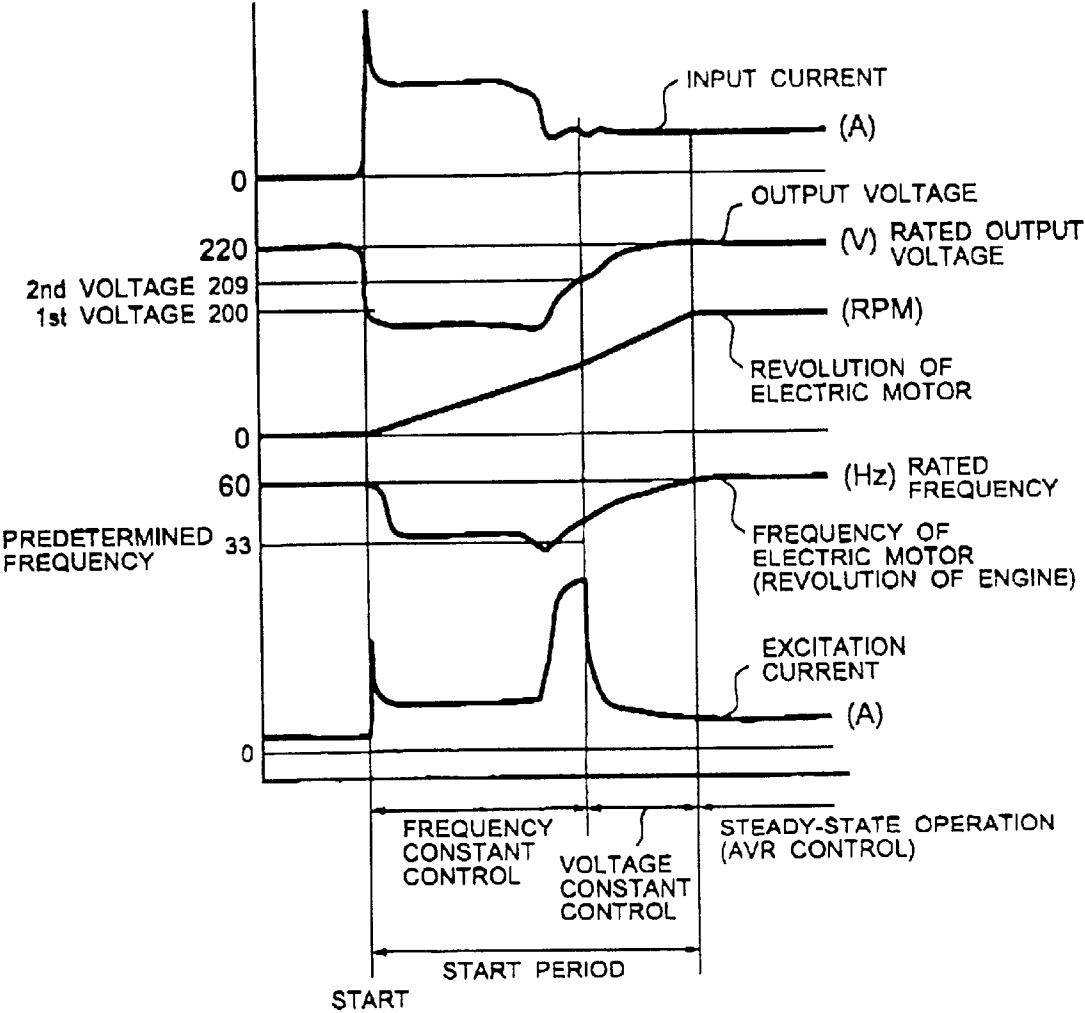 INPUT CURRENT
(A)
0
OUTPUT VOLTAGE
220
(V) RATED OUTPUT
VOLTAGE
2nd VOLTAGE 209
1st VOLTAGE 200
(RPM)
REVOLUTION OF
ELECTRIC MOTOR
0
60
(Hz) RATED
FREQUENCY
PREDETERMINED
FREQUENCY
33
FREQUENCY OF
ELECTRIC MOTOR
(REVOLUTION OF ENGINE)
EXCITATION
CURRENT
(A)
0
FREQUENCY
CONSTANT
CONTROL
VOLTAGE
CONSTANT
CONTROL
STEADY-STATE OPERATION
(AVR CONTROL)
START PERIOD
START